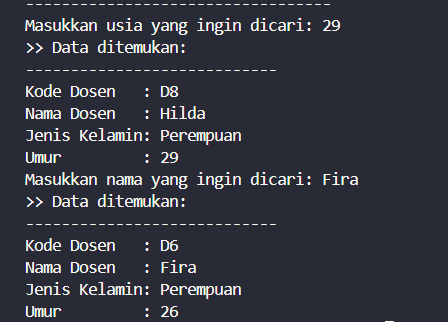 ---------------------------------
Masukkan usia yang ingin dicari: 29
>> Data ditemukan:
----------------------------
Kode Dosen   : D8
Nama Dosen   : Hilda
Jenis Kelamin: Perempuan
Umur         : 29
Masukkan nama yang ingin dicari: Fira
>> Data ditemukan:
----------------------------
Kode Dosen   : D6
Nama Dosen   : Fira
Jenis Kelamin: Perempuan
Umur         : 26